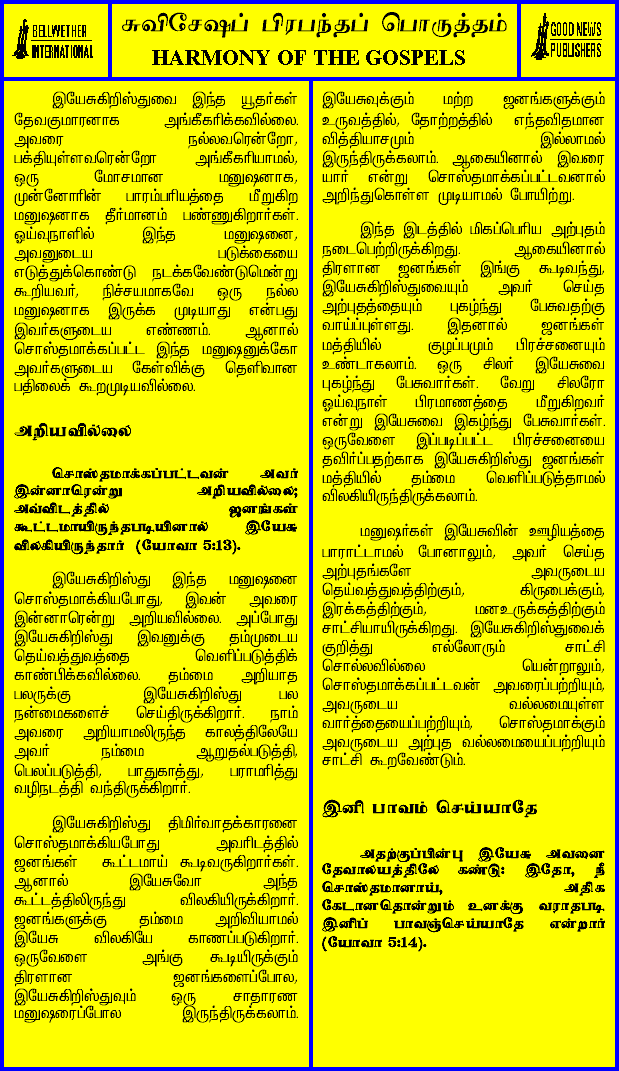 BELLWETHER
INTERNATIONAL
சுவிசேஷப் பிரபந்தப் பொருத்தம்
HARMONY OF THE GOSPELS
GOOD NEWS
PUBLISHERS
இயேசுகிறிஸ்துவை இந்த யூதர்கள்
தேவகுமாரனாக அங்கீகரிக்கவில்லை.
அவரை நல்லவரென்றோ,
பக்தியுள்ளவரென்றோ அங்கீகரியாமல்,
ஒரு மோசமான மனுஷனாக,
முன்னோரின் பாரம்பரியத்தை மீறுகிற
மனுஷனாக தீர்மானம் பண்ணுகிறார்கள்.
ஓய்வுநாளில் இந்த மனுஷனை,
அவனுடைய படுக்கையை
எடுத்துக்கொண்டு நடக்கவேண்டுமென்று
கூறியவர், நிச்சயமாகவே ஒரு நல்ல
மனுஷனாக இருக்க முடியாது என்பது
இவர்களுடைய எண்ணம். ஆனால்
சொஸ்தமாக்கப்பட்ட இந்த மனுஷனுக்கோ
அவர்களுடைய கேள்விக்கு தெளிவான
பதிலைக் கூறமுடியவில்லை.
அறியவில்லை
சொஸ்தமாக்கப்பட்டவன் அவர்
இன்னாரென்று அறியவில்லை;
அவ்விடத்தில் ஜனங்கள்
கூட்டமாயிருந்தபடியினால் இயேசு
விலகியிருந்தார் (யோவா 5:13).
இயேசுகிறிஸ்து இந்த மனுஷனை
சொஸ்தமாக்கியபோது, இவன் அவரை
இன்னாரென்று அறியவில்லை. அப்போது
இயேசுகிறிஸ்து இவனுக்கு தம்முடைய
தெய்வத்துவத்தை வெளிப்படுத்திக்
காண்பிக்கவில்லை. தம்மை அறியாத
பலருக்கு இயேசுகிறிஸ்து பல
நன்மைகளைச் செய்திருக்கிறார். நாம்
அவரை அறியாமலிருந்த காலத்திலேயே
அவர் நம்மை ஆறுதல்படுத்தி,
பெலப்படுத்தி, பாதுகாத்து, பராமரித்து
வழிநடத்தி வந்திருக்கிறார்.
இயேசுகிறிஸ்து திமிர்வாதக்காரனை
சொஸ்தமாக்கியபோது அவரிடத்தில்
ஜனங்கள் கூட்டமாய் கூடிவருகிறார்கள்.
ஆனால் இயேசுவோ அந்த
கூட்டத்திலிருந்து விலகியிருக்கிறார்.
ஜனங்களுக்கு தம்மை அறிவியாமல்
இயேசு விலகியே காணப்படுகிறார்.
ஒருவேளை அங்கு கூடியிருக்கும்
திரளான ஜனங்களைப்போல,
இயேசுகிறிஸ்துவும் ஒரு சாதாரண
மனுஷரைப்போல இருந்திருக்கலாம்.
இயேசுவுக்கும் மற்ற ஜனங்களுக்கும்
உருவத்தில், தோற்றத்தில் எந்தவிதமான
வித்தியாசமும் இல்லாமல்
இருந்திருக்கலாம். ஆகையினால் இவரை
யார் என்று சொஸ்தமாக்கப்பட்டவனால்
அறிந்துகொள்ள முடியாமல் போயிற்று.
இந்த இடத்தில் மிகப்பெரிய அற்புதம்
நடைபெற்றிருக்கிறது. ஆகையினால்
திரளான ஜனங்கள் இங்கு கூடிவந்து,
இயேசுகிறிஸ்துவையும் அவர் செய்த
அற்புதத்தையும் புகழ்ந்து பேசுவதற்கு
வாய்ப்புள்ளது. இதனால் ஜனங்கள்
மத்தியில் குழப்பமும் பிரச்சனையும்
உண்டாகலாம். ஒரு சிலர் இயேசுவை
புகழ்ந்து பேசுவார்கள். வேறு சிலரோ
ஓய்வுநாள் பிரமாணத்தை மீறுகிறவர்
என்று இயேசுவை இகழ்ந்து பேசுவார்கள்.
ஒருவேளை இப்படிப்பட்ட பிரச்சனையை
தவிர்ப்பதற்காக இயேசுகிறிஸ்து ஜனங்கள்
மத்தியில் தம்மை வெளிப்படுத்தாமல்
விலகியிருந்திருக்கலாம்.
மனுஷர்கள் இயேசுவின் ஊழியத்தை
பாராட்டாமல் போனாலும், அவர் செய்த
அற்புதங்களே அவருடைய
தெய்வத்துவத்திற்கும், கிருபைக்கும்,
இரக்கத்திற்கும், மனஉருக்கத்திற்கும்
சாட்சியாயிருக்கிறது. இயேசுகிறிஸ்துவைக்
குறித்து எல்லோரும் சாட்சி
சொல்லவில்லை யென்றாலும்,
சொஸ்தமாக்கப்பட்டவன் அவரைப்பற்றியும்,
அவருடைய வல்லமையுள்ள
வார்த்தையைப்பற்றியும், சொஸ்தமாக்கும்
அவருடைய அற்புத வல்லமையைப்பற்றியும்
சாட்சி கூறவேண்டும்.
இனி பாவம் செய்யாதே
அதற்குப்பின்பு இயேசு அவனை
தேவாலயத்திலே கண்டு: இதோ, நீ
சொஸ்தமானாய், அதிக
கேடானதொன்றும் உனக்கு வராதபடி
இனிப் பாவஞ்செய்யாதே என்றார்
(யோவா 5:14).